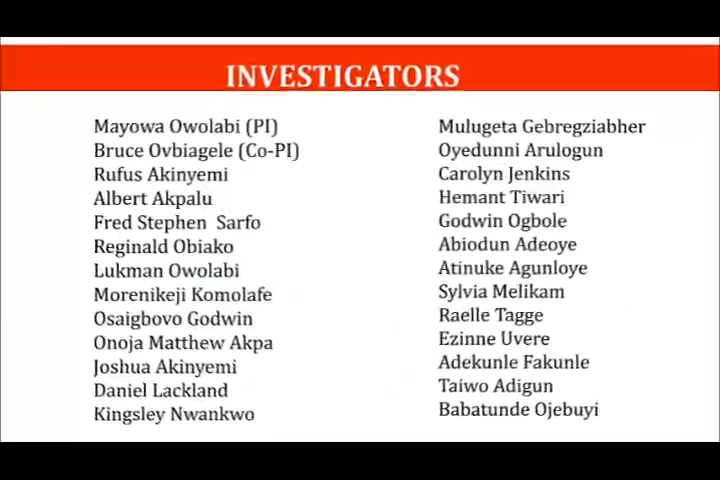 INVESTIGATORS
Mayowa Owolabi (PI)
Bruce Ovbiagele (Co-PI)
Rufus Akinyemi
Albert Akpalu
Fred Stephen Sarfo
Reginald Obiako
Lukman Owolabi
Morenikeji Komolafe
Osaigbovo Godwin
Onoja Matthew Akpa
Joshua Akinyemi
Daniel Lackland
Kingsley Nwankwo
Mulugeta Gebregziabher
Oyedunni Arulogun
Carolyn Jenkins
Hemant Tiwari
Godwin Ogbole
Abiodun Adeoye
Atinuke Agunloye
Sylvia Melikam
Raelle Tagge
Ezinne Uvere
Adekunle Fakunle
Taiwo Adigun
Babatunde Ojebuyi